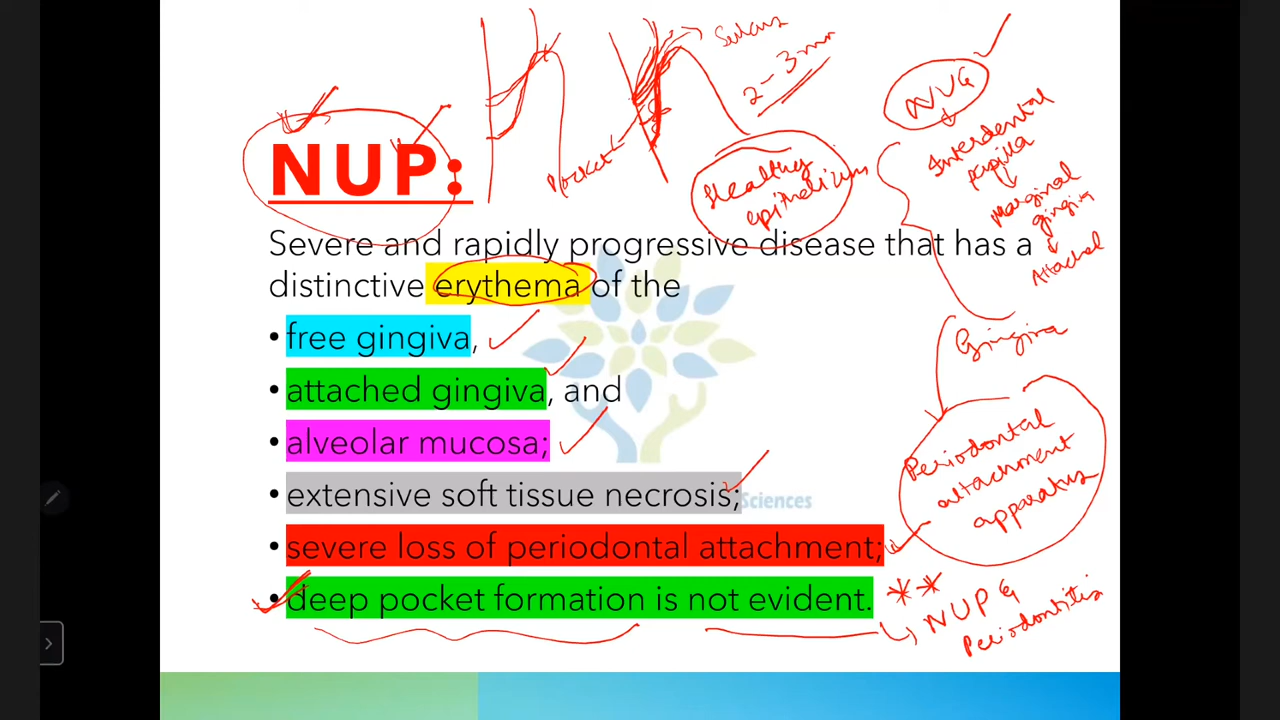 Sulcus
2-3mm
Pocket
Healthy
epithelium
NUG
Interdental
papilla
Marginal
gingiva
Attached
Gingiva
Periodontal
attachment
apparatus
NUP:
Severe and rapidly progressive disease that has a
distinctive erythema of the
• free gingiva,
• attached gingiva, and
• alveolar mucosa;
• extensive soft tissue necrosis;
Sciences
• severe loss of periodontal attachment;
• deep pocket formation is not evident.
** NUP &
Periodontitis